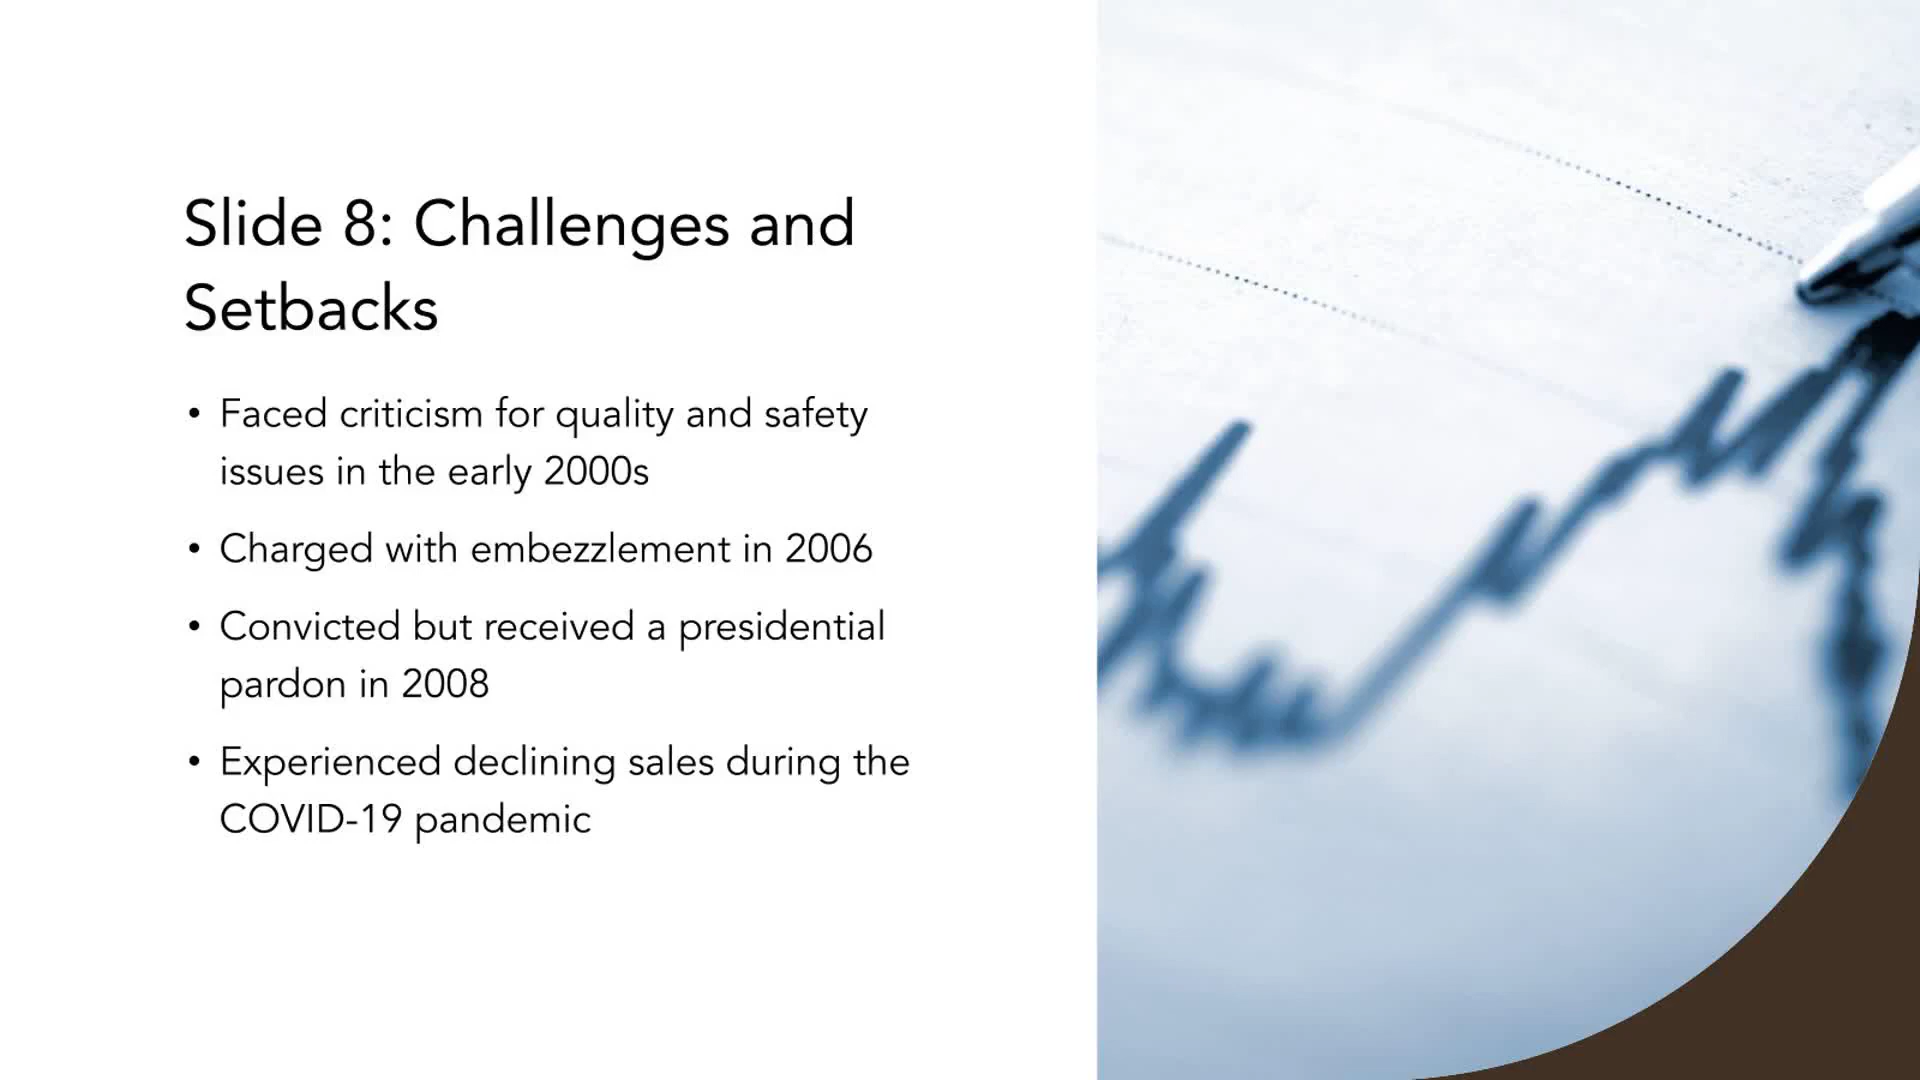 Slide 8: Challenges and
Setbacks
• Faced criticism for quality and safety
issues in the early 2000s
• Charged with embezzlement in 2006
• Convicted but received a presidential
pardon in 2008
• Experienced declining sales during the
COVID-19 pandemic